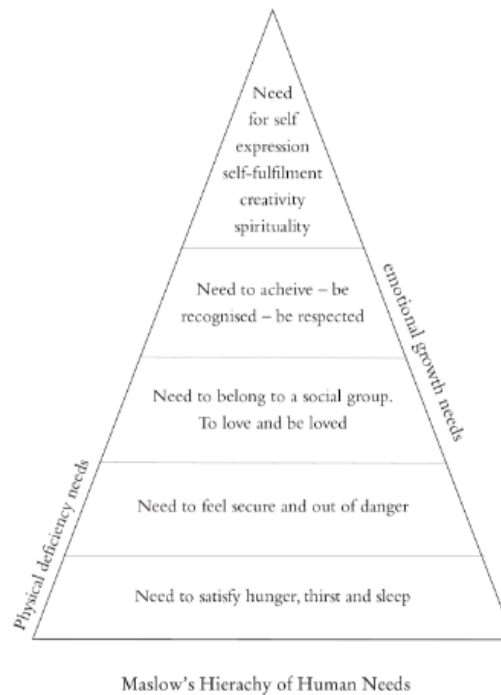 Need
for self
expression
self-fulfilment
creativity
spirituality
Need to acheive – be
recognised – be respected
emotional growth needs
Need to belong to a social group.
To love and be loved
Physical deficiency needs
Need to feel secure and out of danger
Need to satisfy hunger, thirst and sleep
Maslow's Hierachy of Human Needs